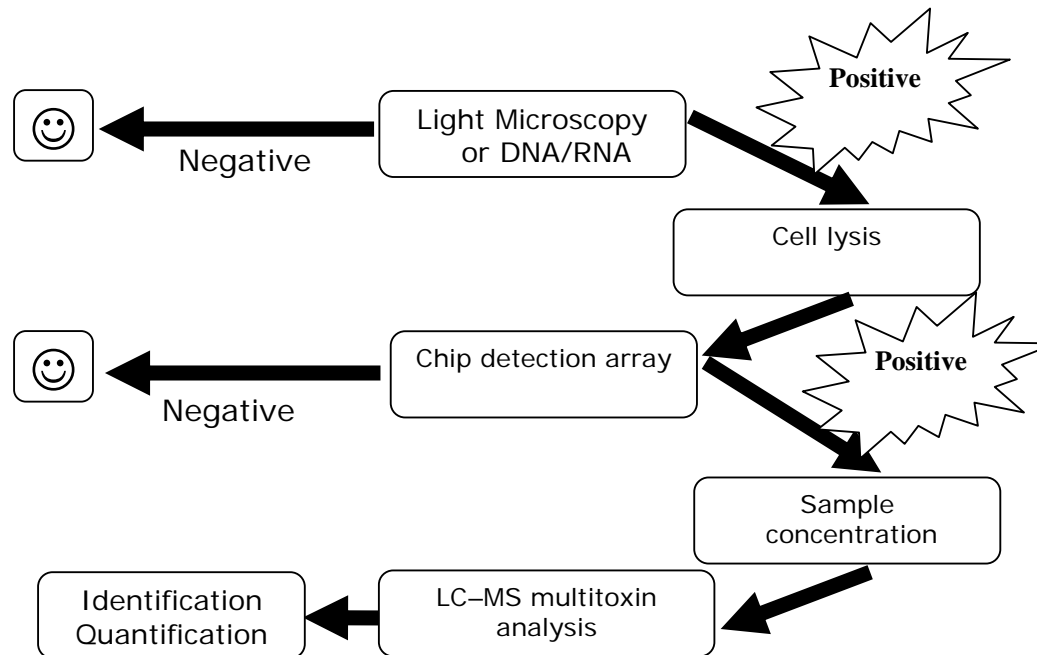 Positive
Light Microscopy
or DNA/RNA
Negative
Cell lysis
Positive
Chip detection array
Negative
Sample
concentration
LC–MS multitoxin
analysis
Identification
Quantification